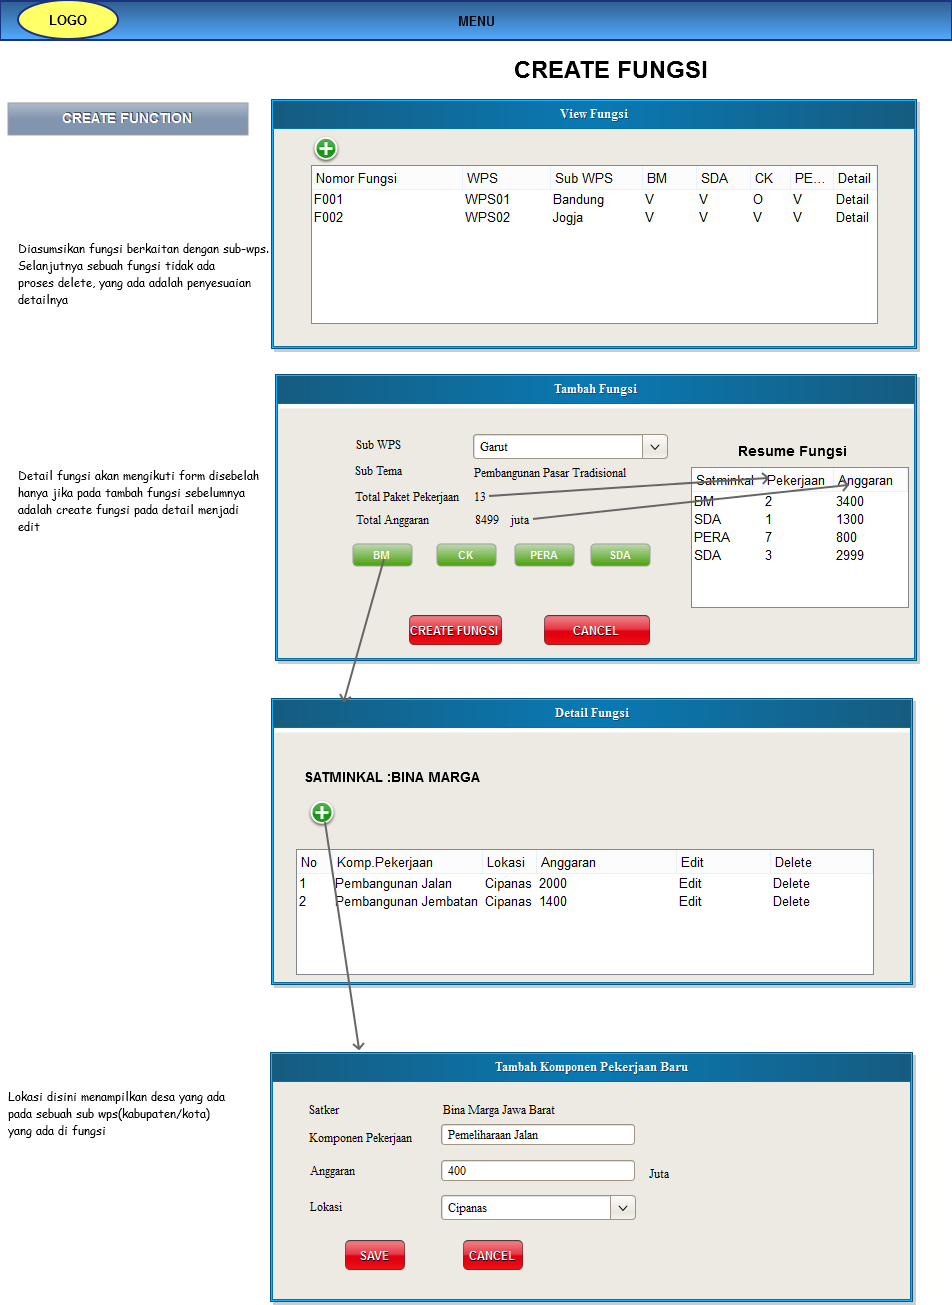 LOGO
MENU
CREATE FUNGSI
CREATE FUNCTION
View Fungsi
Nomor Fungsi WPS Sub WPS BM SDA CK PE... Detail
F001 WPS01 Bandung V V O V Detail
F002 WPS02 Jogja V V V V Detail
Diasumsikan fungsi berkaitan dengan sub-wps.
Selanjutnya sebuah fungsi tidak ada
proses delete, yang ada adalah penyesuaian
detailnya
Tambah Fungsi
Sub WPS Garut
Sub Tema Pembangunan Pasar Tradisional
Total Paket Pekerjaan 13
Total Anggaran 8499 juta
BM CK PERA SDA
CREATE FUNGSI CANCEL
Resume Fungsi
Satminkal Pekerjaan Anggaran
BM 2 3400
SDA 1 1300
PERA 7 800
SDA 3 2999
Detail fungsi akan mengikuti form disebelah
hanya jika pada tambah fungsi sebelumnya
adalah create fungsi pada detail menjadi
edit
Detail Fungsi
SATMINKAL :BINA MARGA
No Komp.Pekerjaan Lokasi Anggaran Edit Delete
1 Pembangunan Jalan Cipanas 2000 Edit Delete
2 Pembangunan Jembatan Cipanas 1400 Edit Delete
Tambah Komponen Pekerjaan Baru
Satker Bina Marga Jawa Barat
Komponen Pekerjaan Pemeliharaan Jalan
Anggaran 400 Juta
Lokasi Cipanas
SAVE CANCEL
Lokasi disini menampilkan desa yang ada
pada sebuah sub wps(kabupaten/kota)
yang ada di fungsi